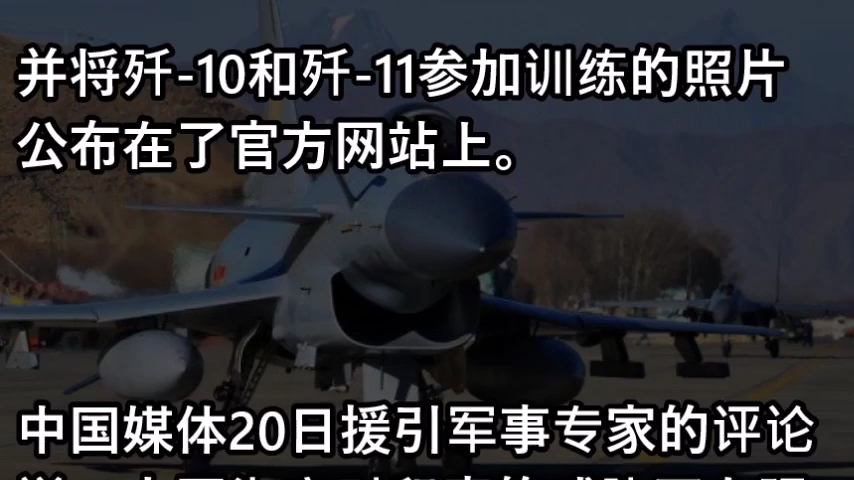 并将歼-10和歼-11参加训练的照片
公布在了官方网站上。
中国媒体20日援引军事专家的评论